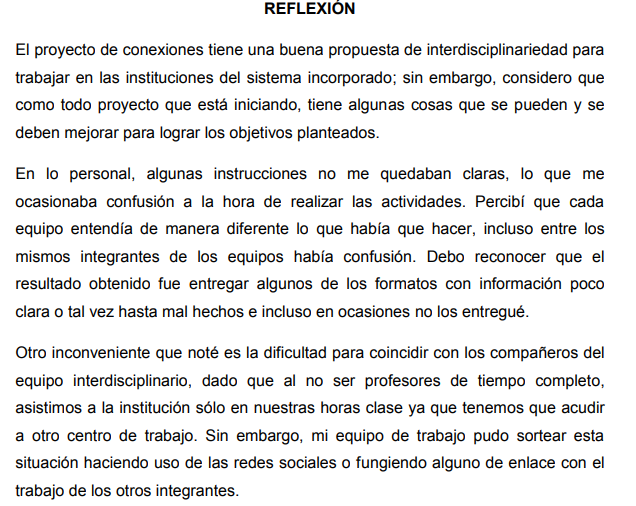 REFLEXIÓN
El proyecto de conexiones tiene una buena propuesta de interdisciplinariedad para
trabajar en las instituciones del sistema incorporado; sin embargo, considero que
como todo proyecto que está iniciando, tiene algunas cosas que se pueden y se
deben mejorar para lograr los objetivos planteados.
En lo personal, algunas instrucciones no me quedaban claras, lo que me
ocasionaba confusión a la hora de realizar las actividades. Percibí que cada
equipo entendía de manera diferente lo que había que hacer, incluso entre los
mismos integrantes de los equipos había confusión. Debo reconocer que el
resultado obtenido fue entregar algunos de los formatos con información poco
clara o tal vez hasta mal hechos e incluso en ocasiones no los entregué.
Otro inconveniente que noté es la dificultad para coincidir con los compañeros del
equipo interdisciplinario, dado que al no ser profesores de tiempo completo,
asistimos a la institución sólo en nuestras horas clase ya que tenemos que acudir
a otro centro de trabajo. Sin embargo, mi equipo de trabajo pudo sortear esta
situación haciendo uso de las redes sociales o fungiendo alguno de enlace con el
trabajo de los otros integrantes.